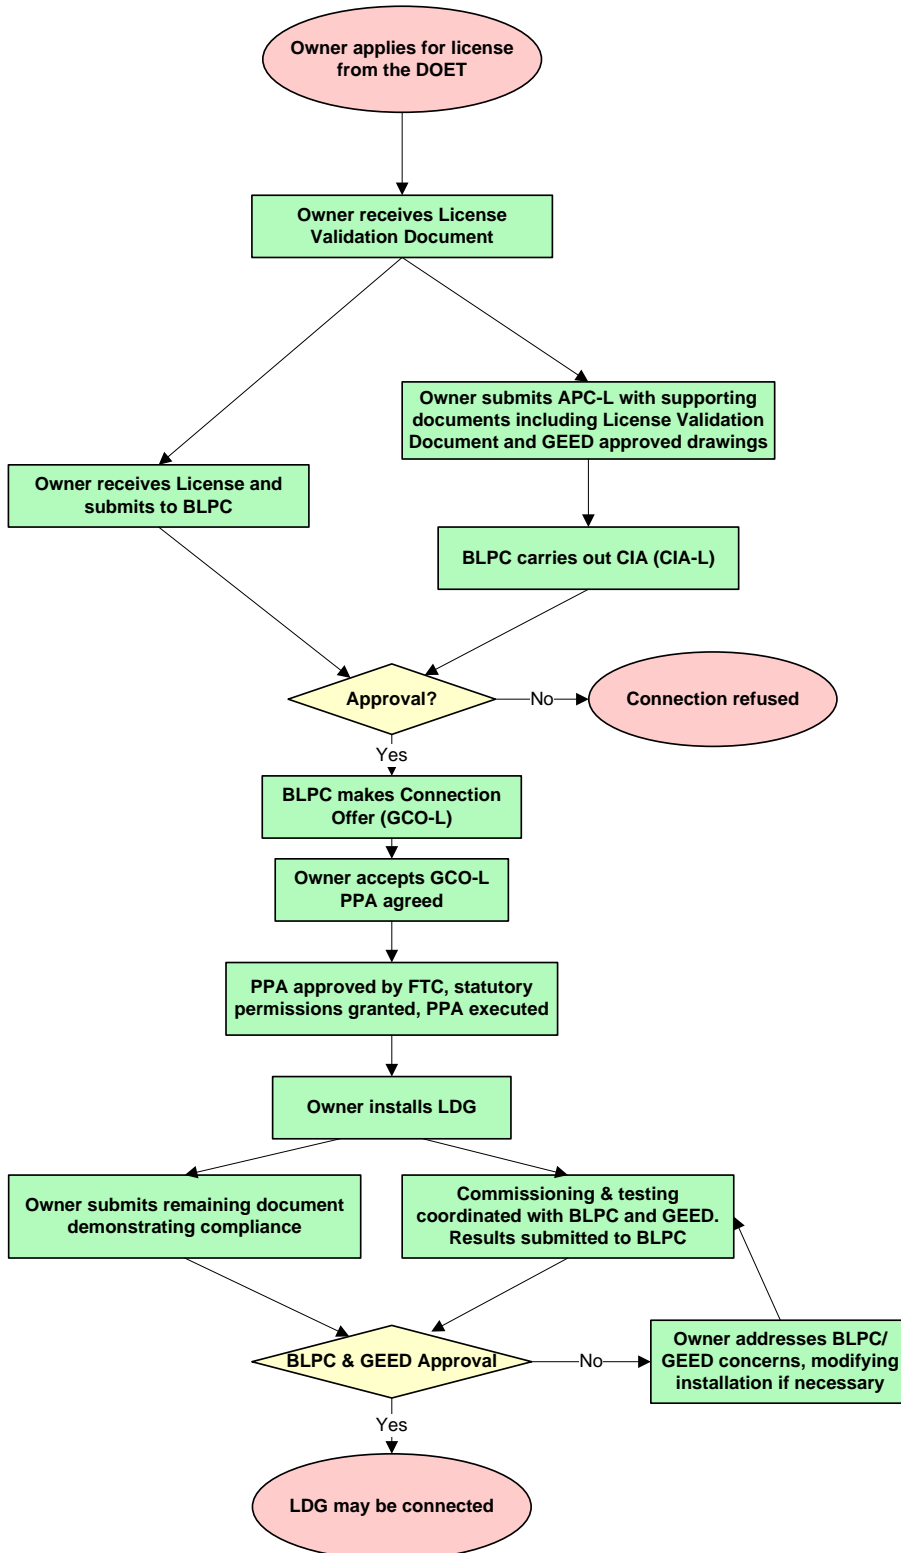 Owner applies for license
from the DOET
Owner receives License
Validation Document
Owner submits APC-L with supporting
documents including License Validation
Document and GEED approved drawings
Owner receives License and
submits to BLPC
BLPC carries out CIA (CIA-L)
Approval?
No
Connection refused
Yes
BLPC makes Connection
Offer (GCO-L)
Owner accepts GCO-L
PPA agreed
PPA approved by FTC, statutory
permissions granted, PPA executed
Owner installs LDG
Owner submits remaining document
demonstrating compliance
Commissioning & testing
coordinated with BLPC and GEED.
Results submitted to BLPC
BLPC & GEED Approval
No
Owner addresses BLPC/
GEED concerns, modifying
installation if necessary
Yes
LDG may be connected